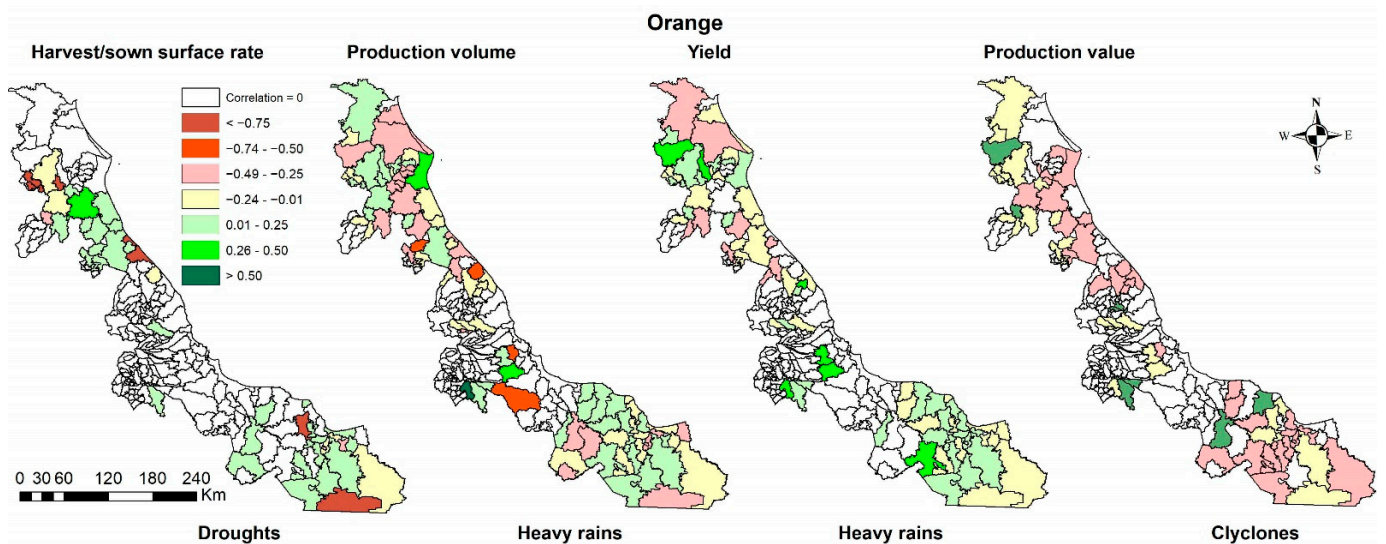 Orange
Harvest/sown surface rate
Production volume
Yield
Production value
Correlation = 0
< −0.75
−0.74 - −0.50
−0.49 - −0.25
−0.24 - −0.01
0.01 - 0.25
0.26 - 0.50
> 0.50
N
W E
S
0 30 60 120 180 240
Km
Droughts
Heavy rains
Heavy rains
Clyclones